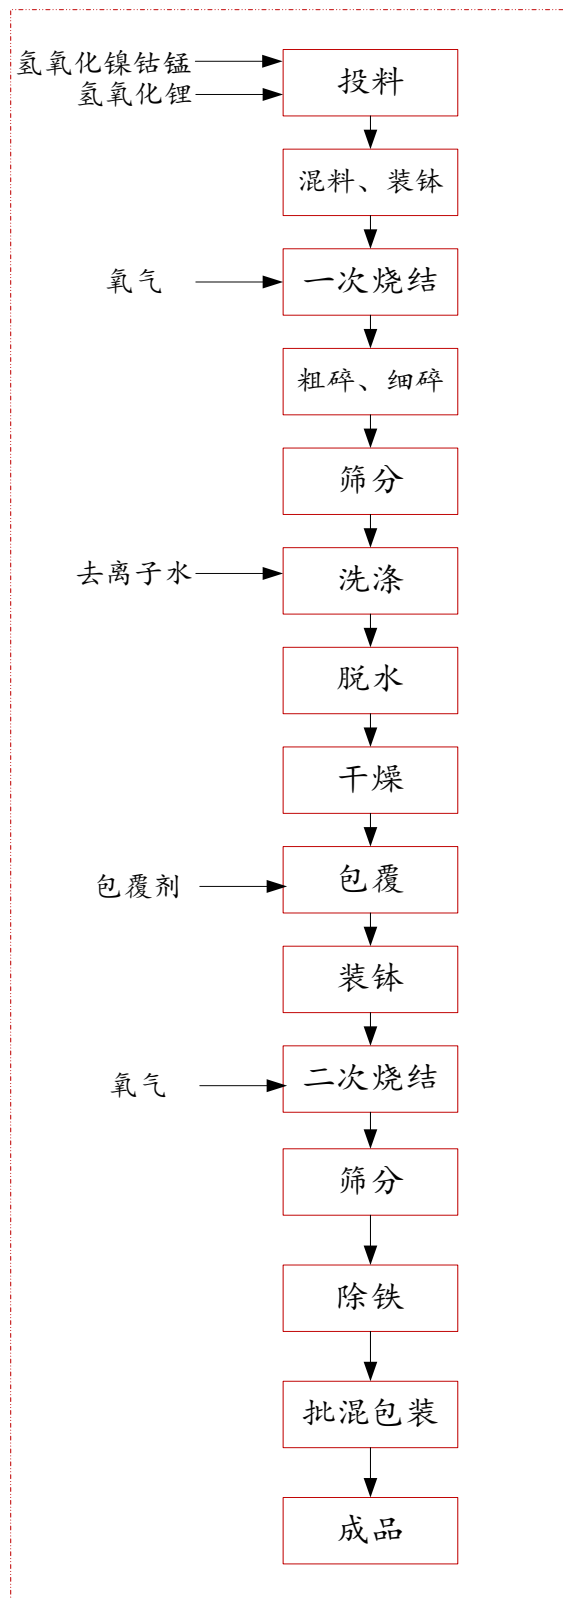 氢氧化镍钴锰
氢氧化锂
投料
混料、装钵
氧气
一次烧结
粗碎、细碎
筛分
去离子水
洗涤
脱水
干燥
包覆剂
包覆
装钵
氧气
二次烧结
筛分
除铁
批混包装
成品